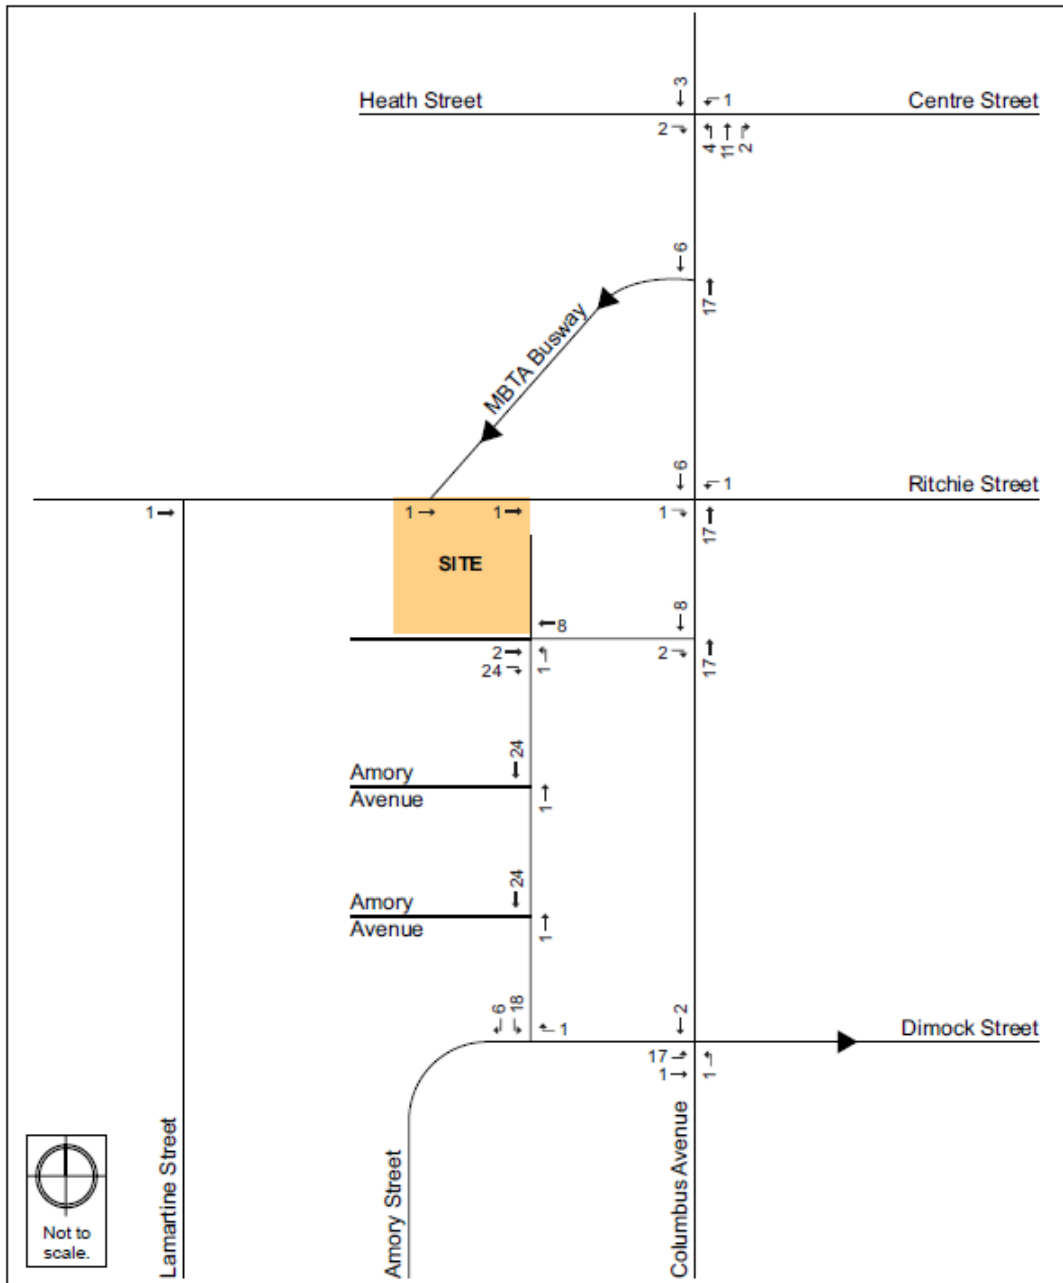 3
Heath Street
1
Centre Street
2
4
11
2
6
17
MBTA Busway
6
1
Ritchie Street
1
1
1
1
17
SITE
8
8
2
1
2
17
24
24
Amory
Avenue
1
24
Amory
Avenue
1
6
18
1
2
Dimock Street
17
1
1
Lamartine Street
Amory Street
Columbus Avenue
Not to
scale.